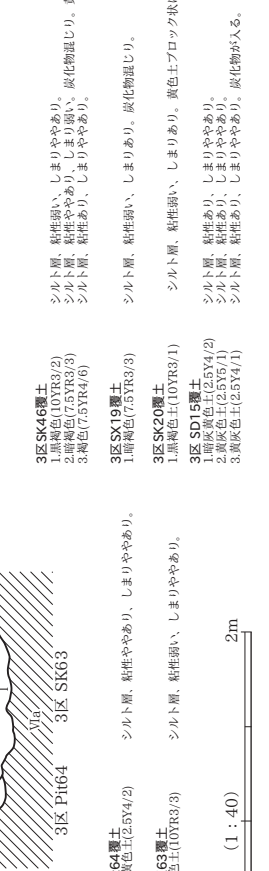 Ⅵa
3区 Pit64
3区 SK63
64覆土
黄色土(2.5Y4/2) シルト層、粘性ややあり、しまりややあり。
63覆土
色土(10YR3/3) シルト層、粘性弱い、しまりややあり。
(1:40)
2m
3区SK46覆土
1.黒褐色(10YR3/2) シルト層、粘性弱い、しまりややあり。
2.暗褐色(7.5YR3/3) シルト層、粘性ややあり、しまり弱い。炭化物混じり。
3.褐色(7.5YR4/6) シルト層、粘性あり、しまりややあり。
3区SX19覆土
1.暗褐色(7.5YR3/3) シルト層、粘性弱い、しまりあり。炭化物混じり。
3区SK20覆土
1.黒褐色土(10YR3/1) シルト層、粘性弱い、しまりあり。黄色土ブロック状に
3区 SD15覆土
1.暗灰黄色土(2.5Y4/2) シルト層、粘性あり、しまりややあり。
2.黄灰色土(2.5Y5/1) シルト層、粘性あり、しまりややあり。
3.黄灰色土(2.5Y4/1) シルト層、粘性あり、しまりややあり。炭化物が入る。